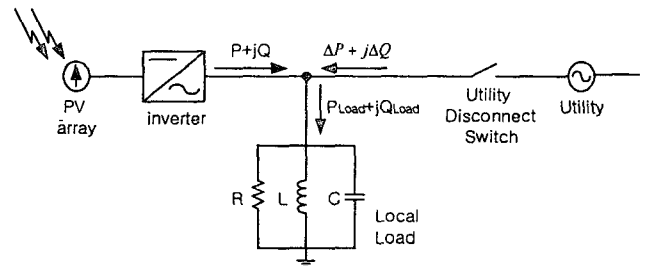 P+jQ
ΔP + jΔQ
PLoad+jQLoad
PV
array
inverter
Utility
Disconnect
Switch
Utility
R
L
C
Local
Load